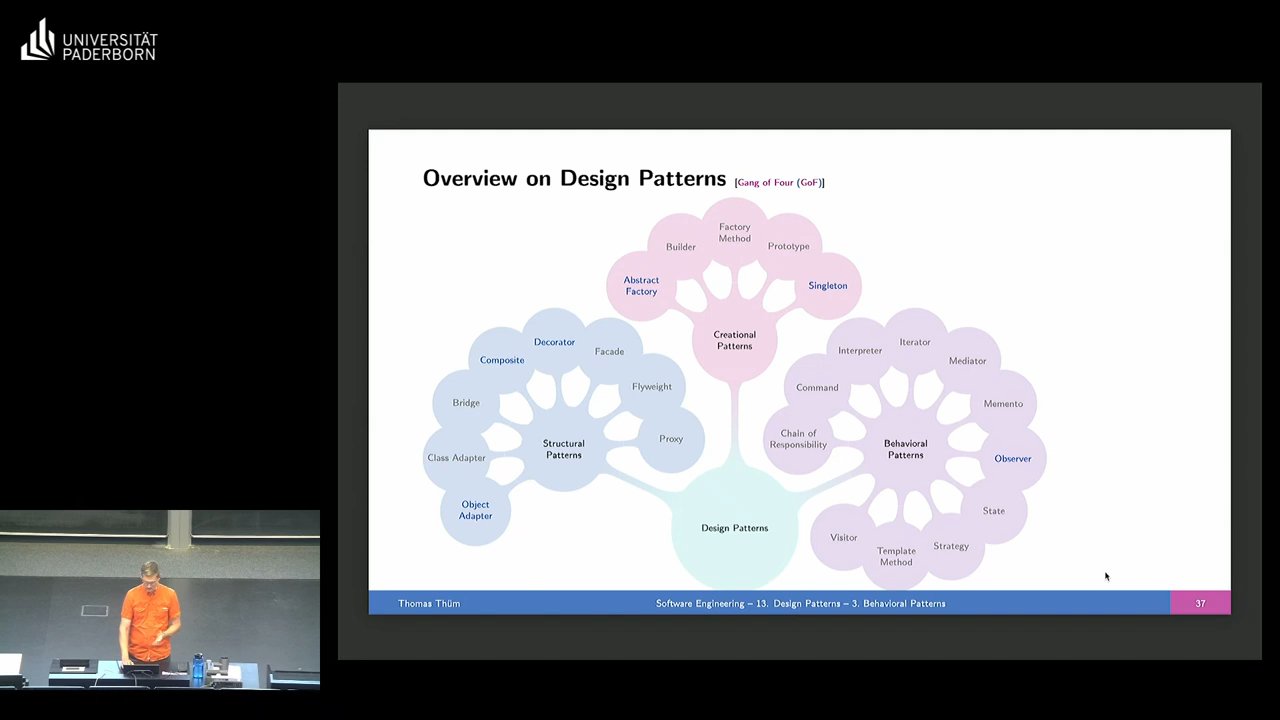 UNIVERSITÄT
PADERBORN
Overview on Design Patterns [Gang of Four (GoF)]
Factory
Method
Builder
Prototype
Abstract
Factory
Singleton
Creational
Patterns
Decorator
Composite
Facade
Bridge
Flyweight
Class Adapter
Proxy
Object
Adapter
Structural
Patterns
Interpreter
Iterator
Mediator
Command
Memento
Chain of
Responsibility
Observer
Behavioral
Patterns
State
Visitor
Template
Method
Strategy
Design Patterns
Thomas Thüm
Software Engineering – 13. Design Patterns – 3. Behavioral Patterns
37